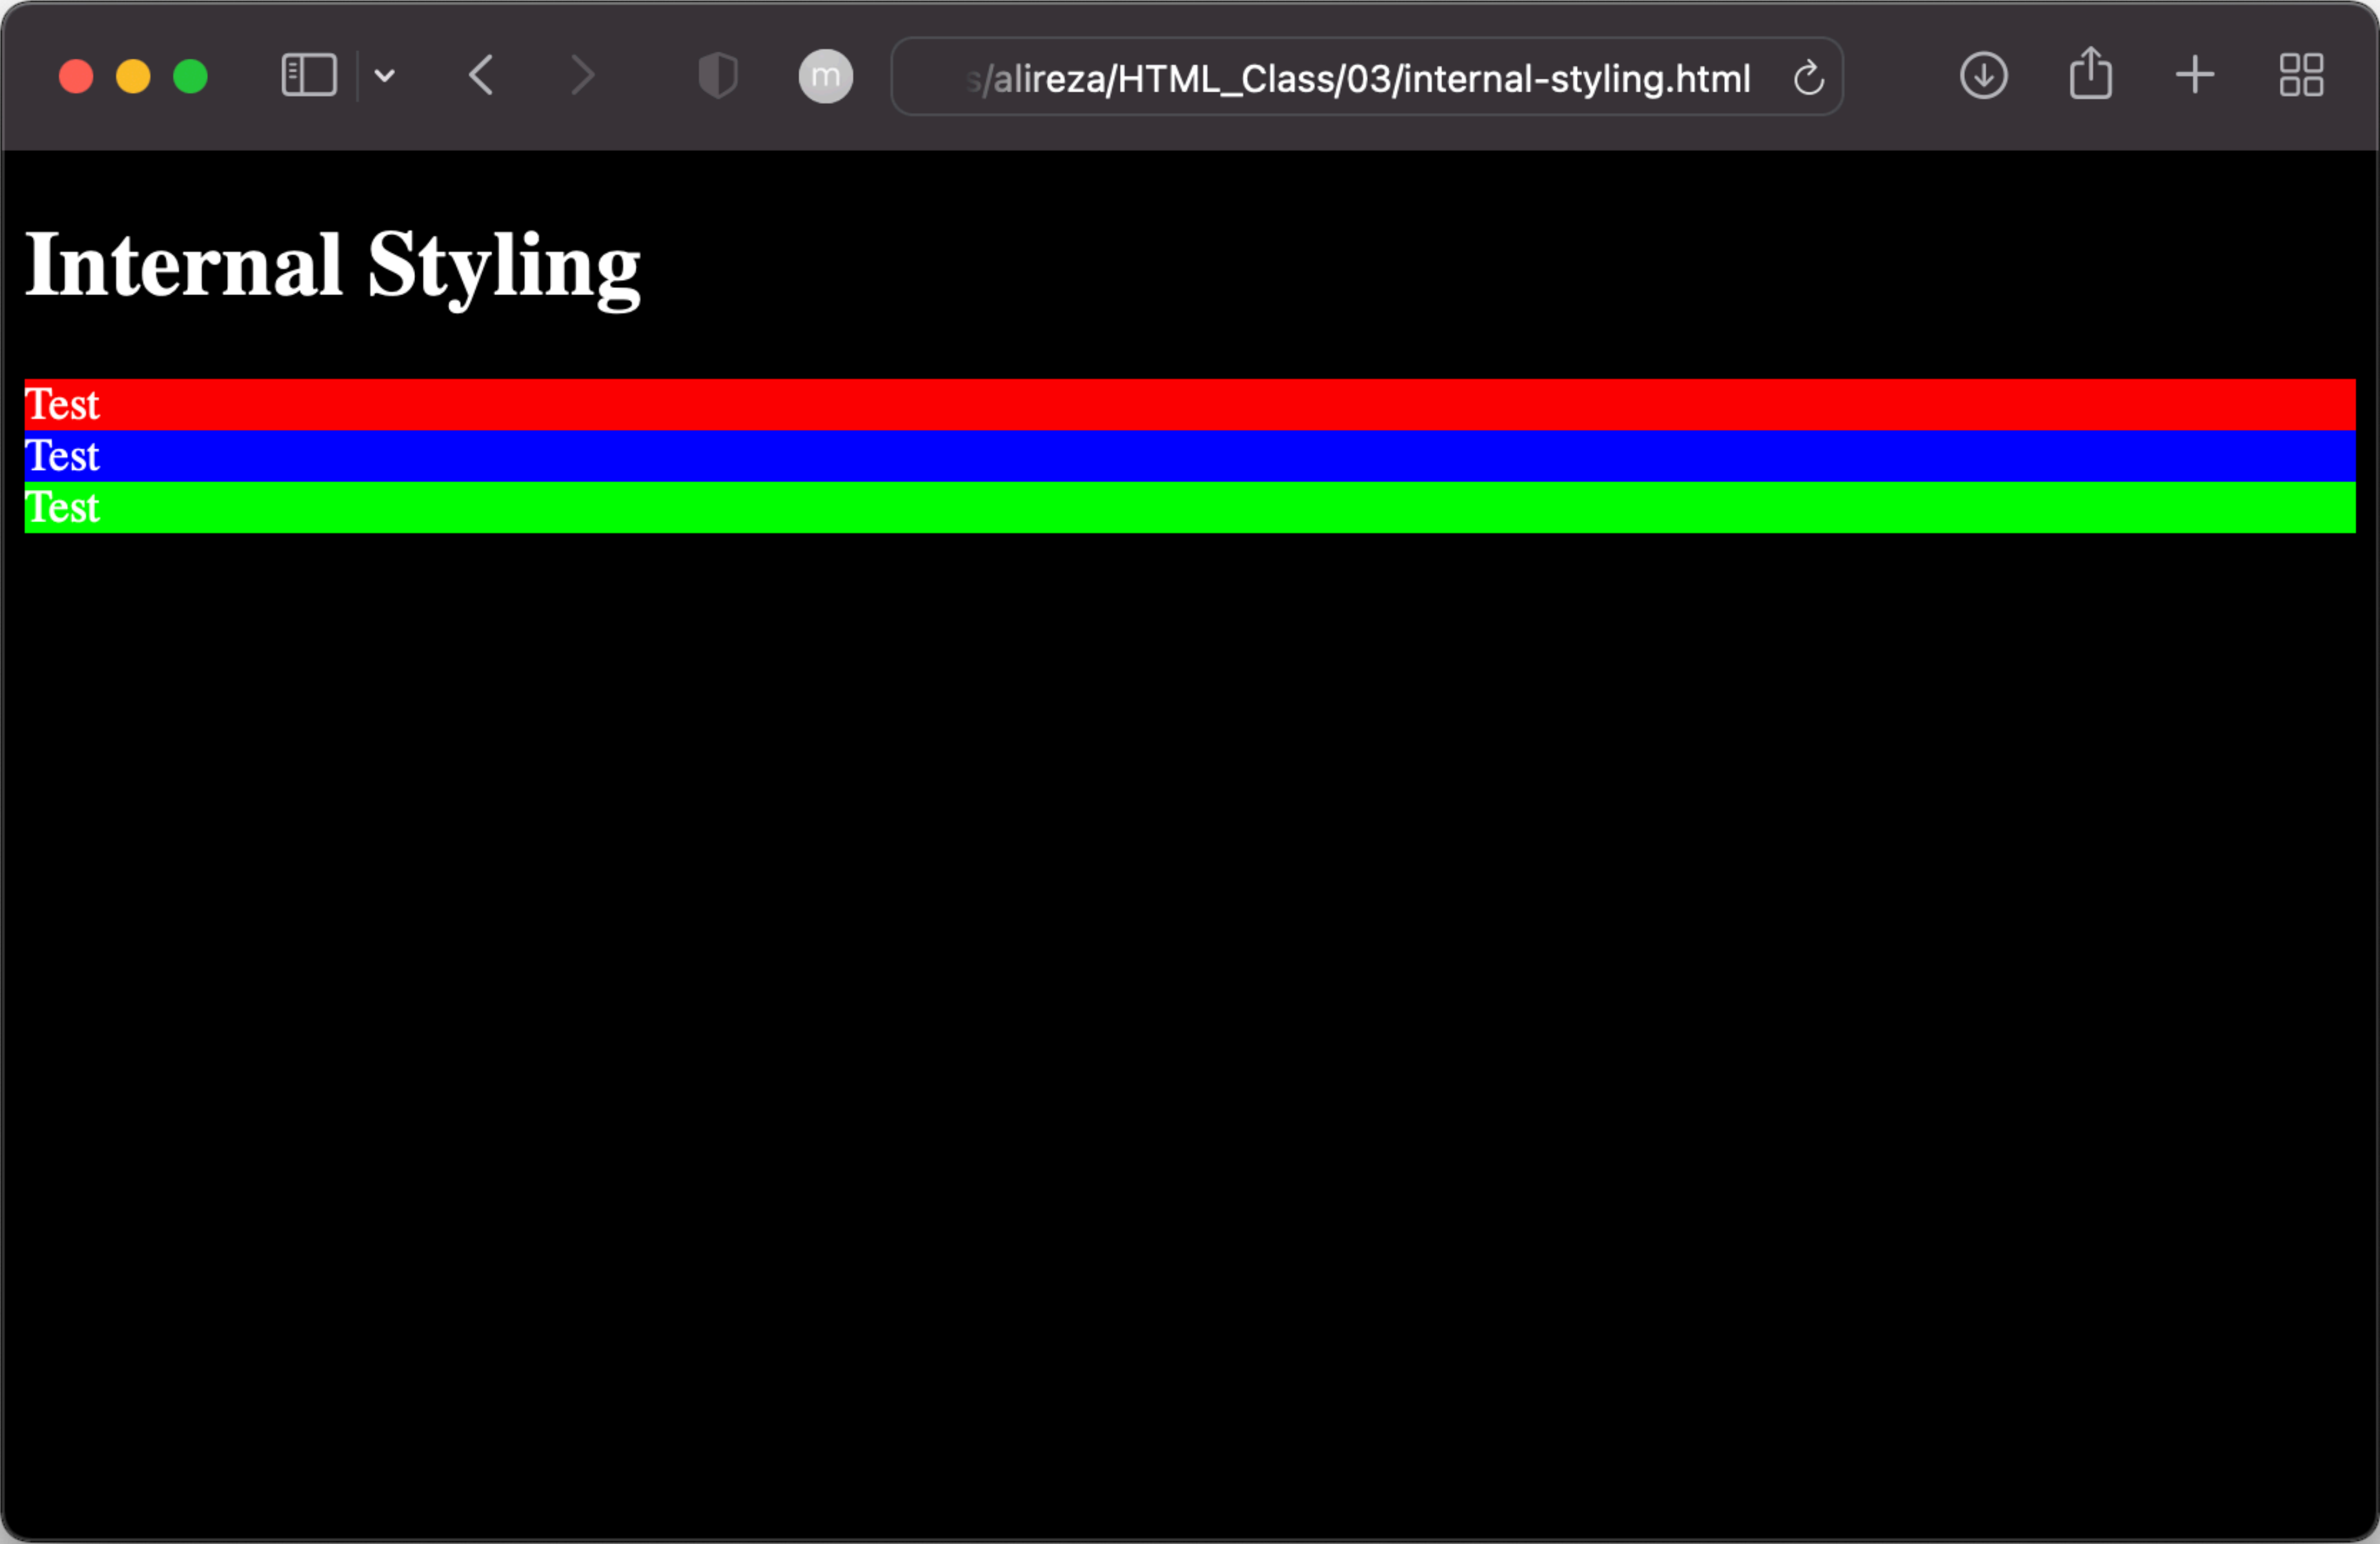 m
s/alireza/HTML_Class/03/internal-styling.html
Internal Styling
Test
Test
Test